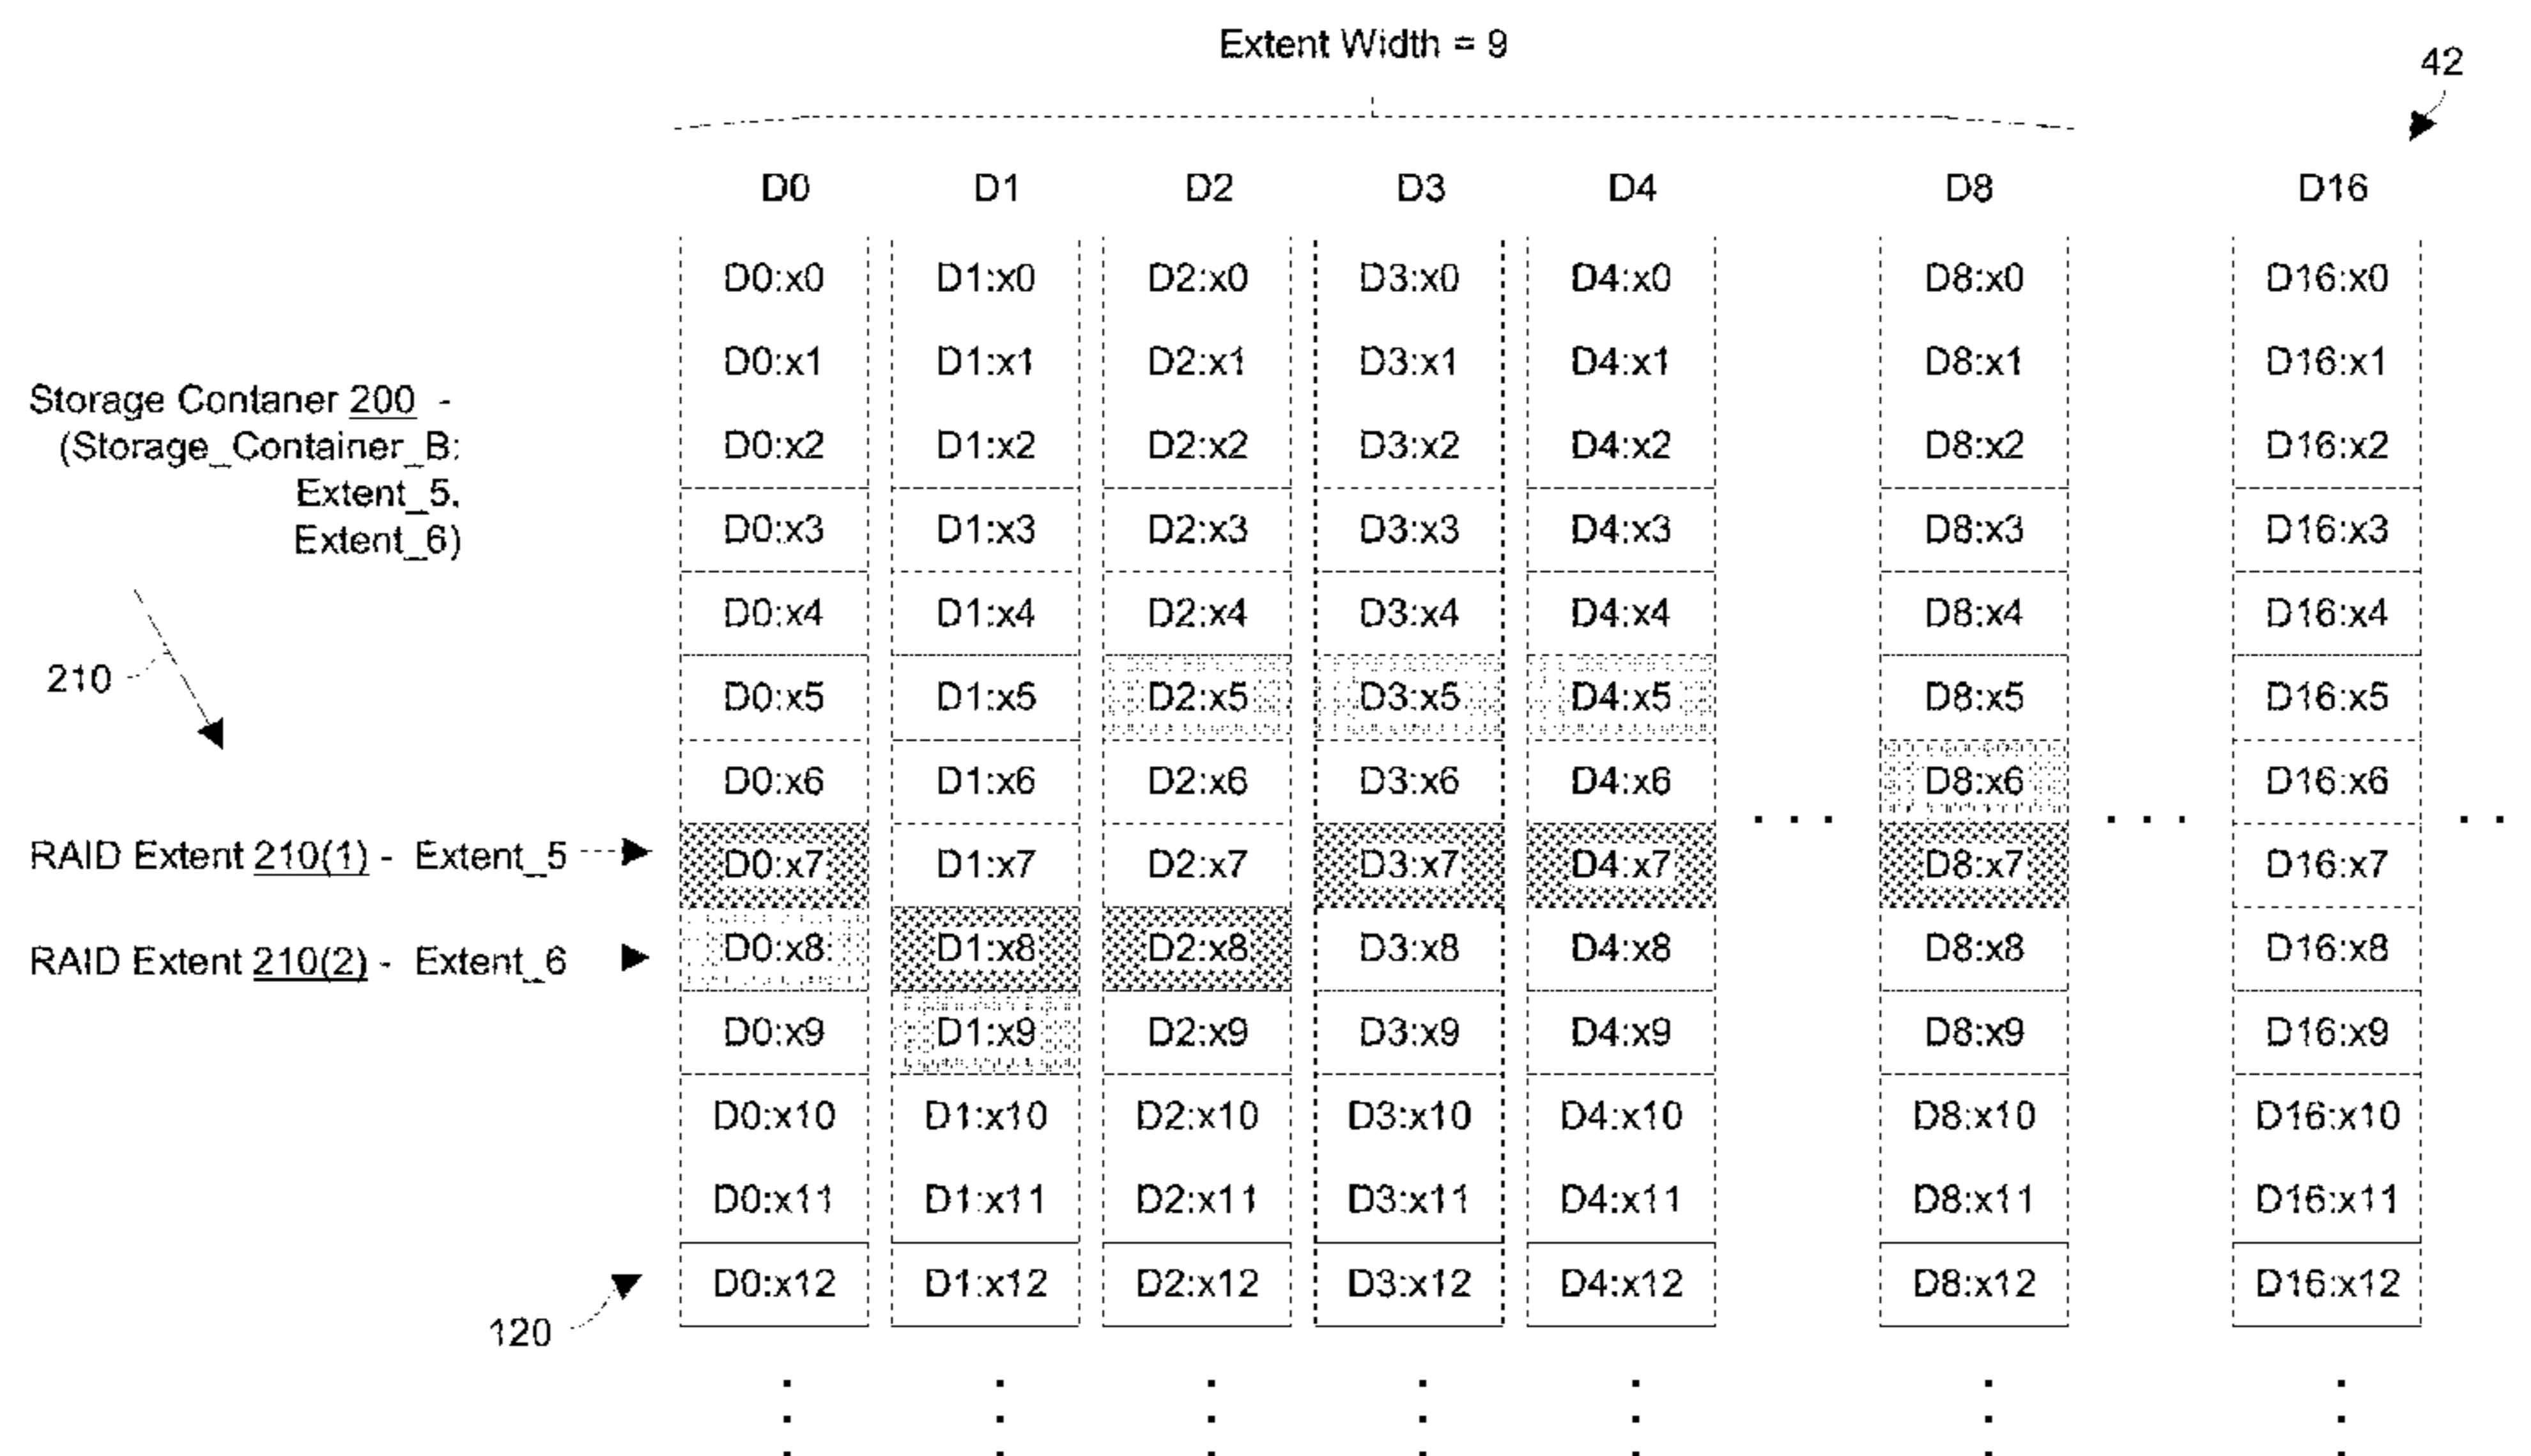 Extent Width = 9
42
D0 D1 D2 D3 D4 D8 D16
D0:x0 D1:x0 D2:x0 D3:x0 D4:x0 D8:x0 D16:x0
D0:x1 D1:x1 D2:x1 D3:x1 D4:x1 D8:x1 D16:x1
Storage Contaner 200 -
(Storage_Container_B:
Extent_5,
Extent_6)
D0:x2 D1:x2 D2:x2 D3:x2 D4:x2 D8:x2 D16:x2
D0:x3 D1:x3 D2:x3 D3:x3 D4:x3 D8:x3 D16:x3
D0:x4 D1:x4 D2:x4 D3:x4 D4:x4 D8:x4 D16:x4
210
D0:x5 D1:x5 D2:x5 D3:x5 D4:x5 D8:x5 D16:x5
D0:x6 D1:x6 D2:x6 D3:x6 D4:x6 . . . D8:x6 . . . D16:x6 . .
RAID Extent 210(1) - Extent_5 D0:x7 D1:x7 D2:x7 D3:x7 D4:x7 D8:x7 D16:x7
RAID Extent 210(2) - Extent_6 D0:x8 D1:x8 D2:x8 D3:x8 D4:x8 D8:x8 D16:x8
D0:x9 D1:x9 D2:x9 D3:x9 D4:x9 D8:x9 D16:x9
D0:x10 D1:x10 D2:x10 D3:x10 D4:x10 D8:x10 D16:x10
D0:x11 D1:x11 D2:x11 D3:x11 D4:x11 D8:x11 D16:x11
D0:x12 D1:x12 D2:x12 D3:x12 D4:x12 D8:x12 D16:x12
120